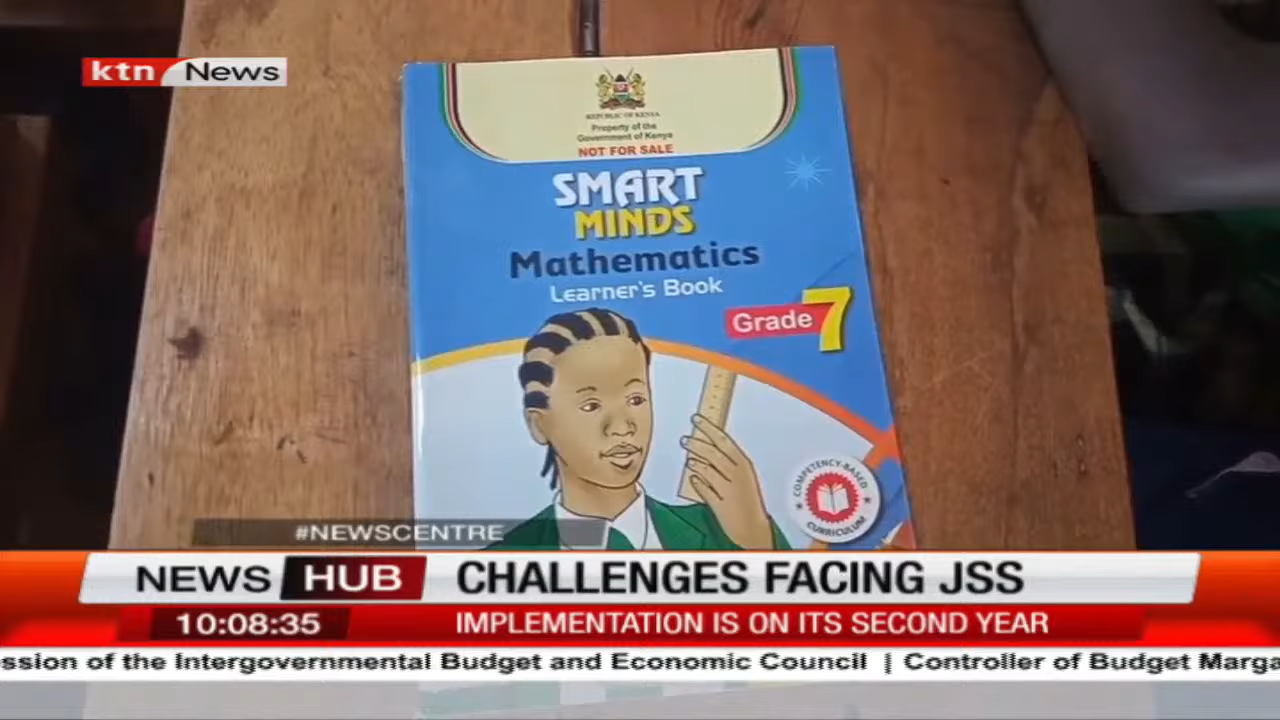 ktn News
REPUBLIC OF KENYA
Property of the
Government of Kenya
NOT FOR SALE
SMART
MINDS
Mathematics
Learner's Book
Grade 7
COMPETENCY-BASED
CURRICULUM
#NEWSCENTRE
NEWS HUB CHALLENGES FACING JSS
10:08:35 IMPLEMENTATION IS ON ITS SECOND YEAR
ssion of the Intergovernmental Budget and Economic Council | Controller of Budget Marga